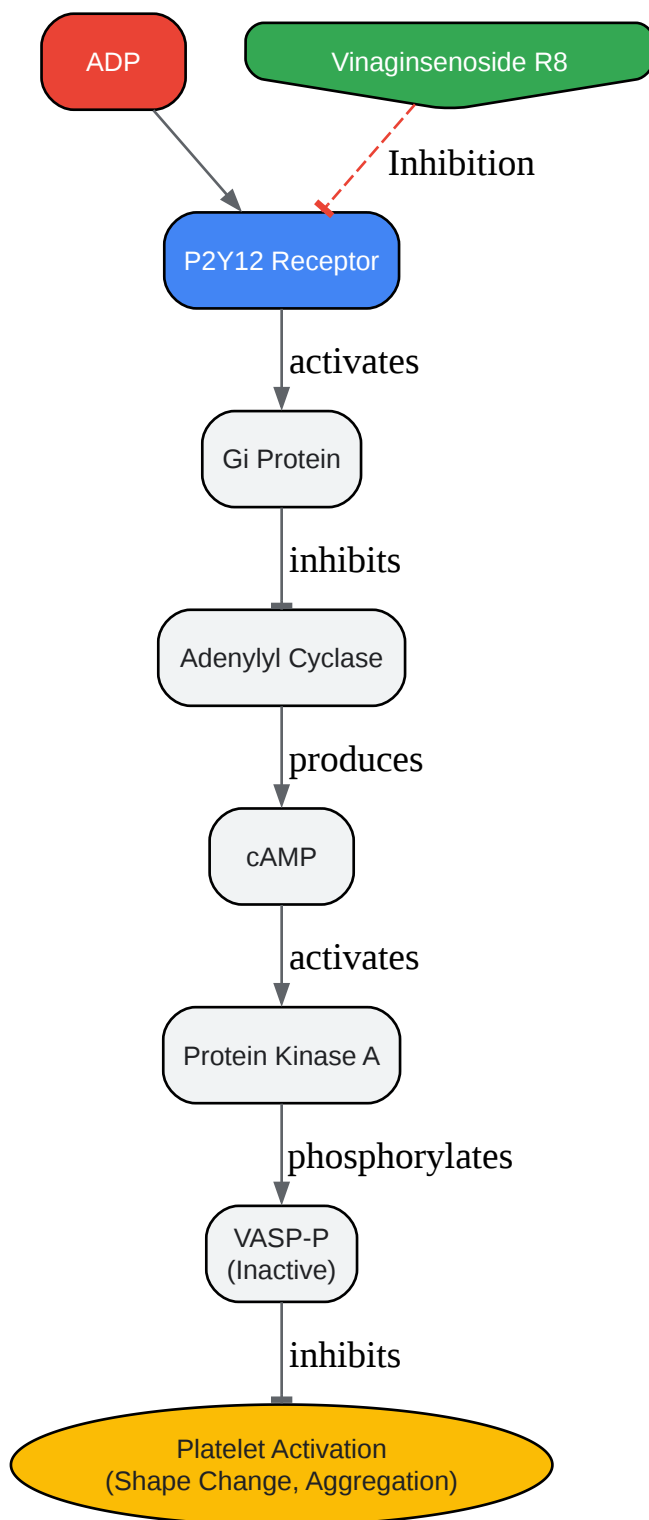 ADP
Vinaginsenoside R8
Inhibition
P2Y12 Receptor
activates
Gi Protein
inhibits
Adenylyl Cyclase
produces
cAMP
activates
Protein Kinase A
phosphorylates
VASP-P
(Inactive)
inhibits
Platelet Activation
(Shape Change, Aggregation)